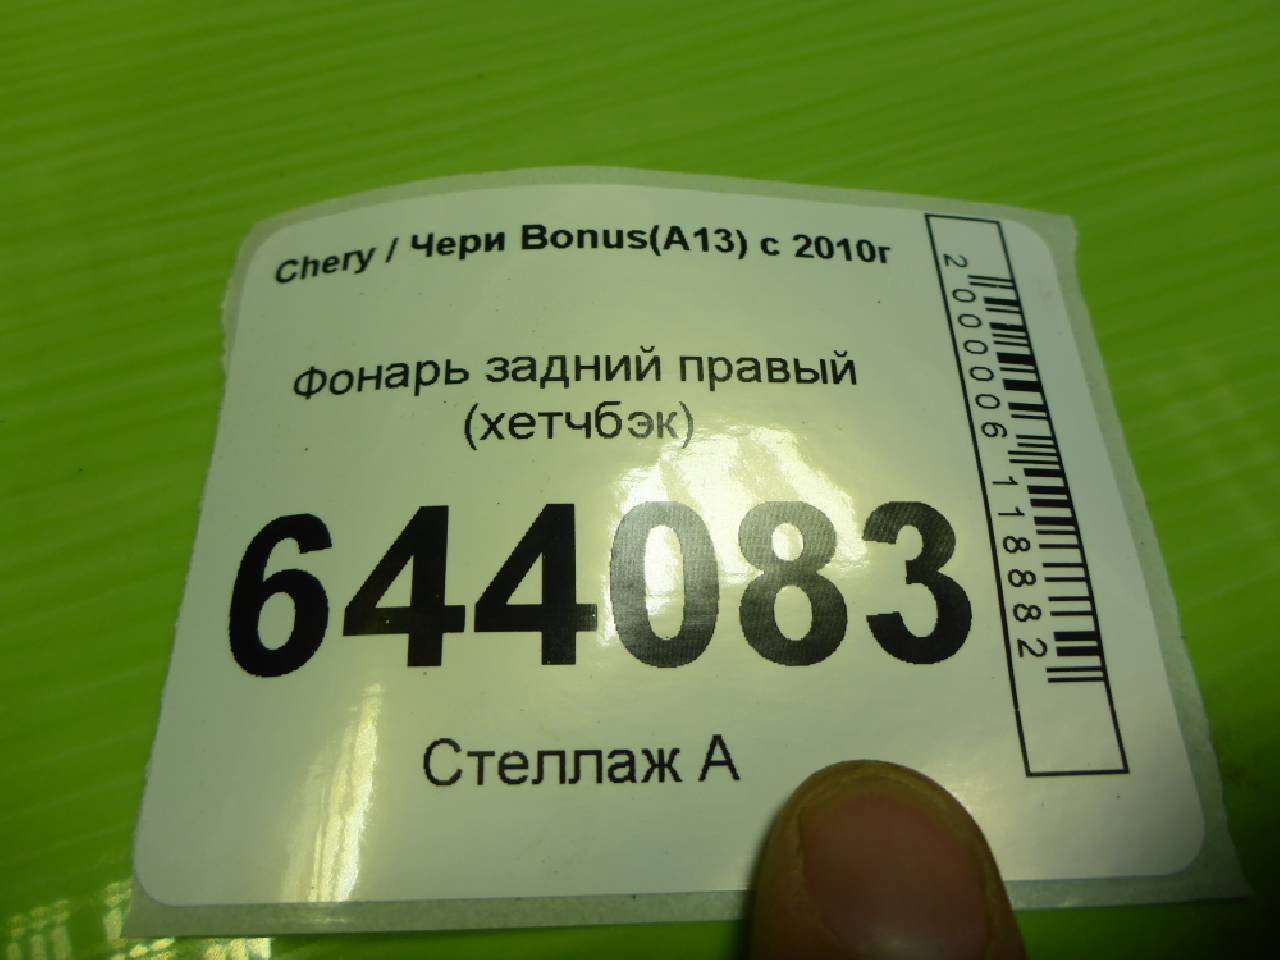 Chery / Чери Bonus(A13) с 2010г
Фонарь задний правый
(хетчбэк)
644083
Стеллаж А
2000006118882